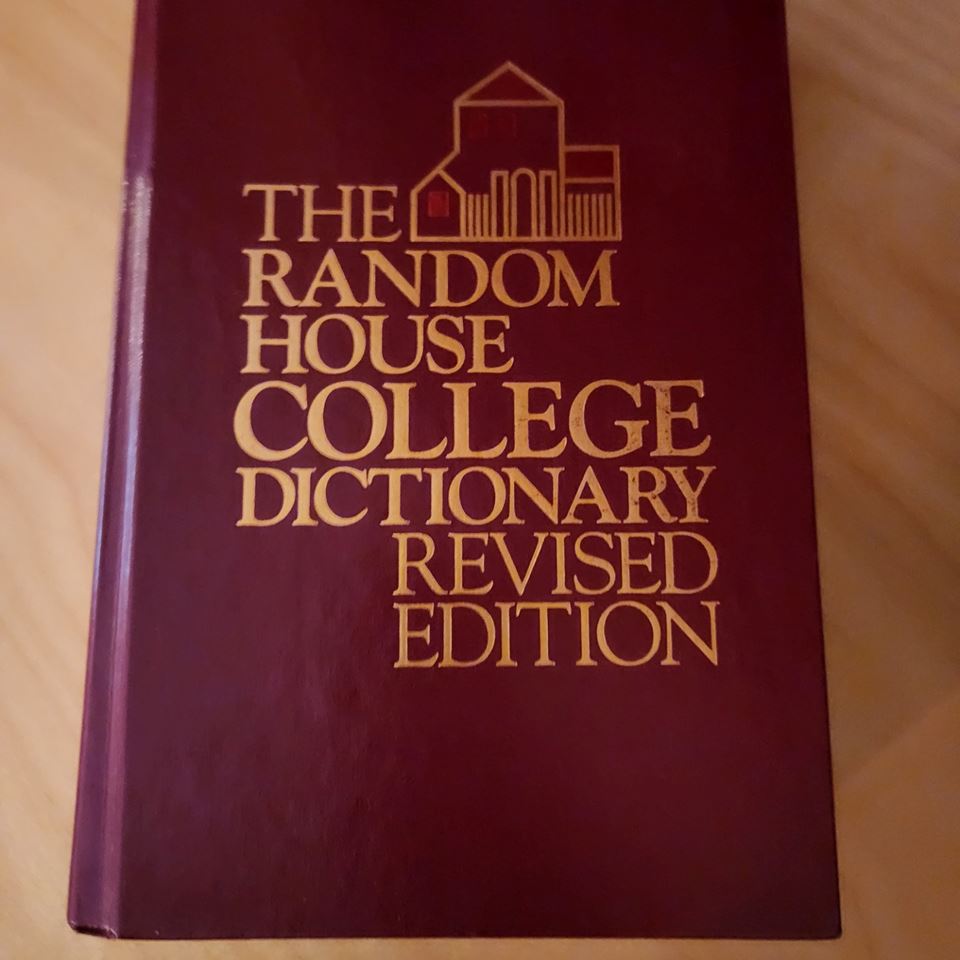 THE
RANDOM
HOUSE
COLLEGE
DICTIONARY
REVISED
EDITION